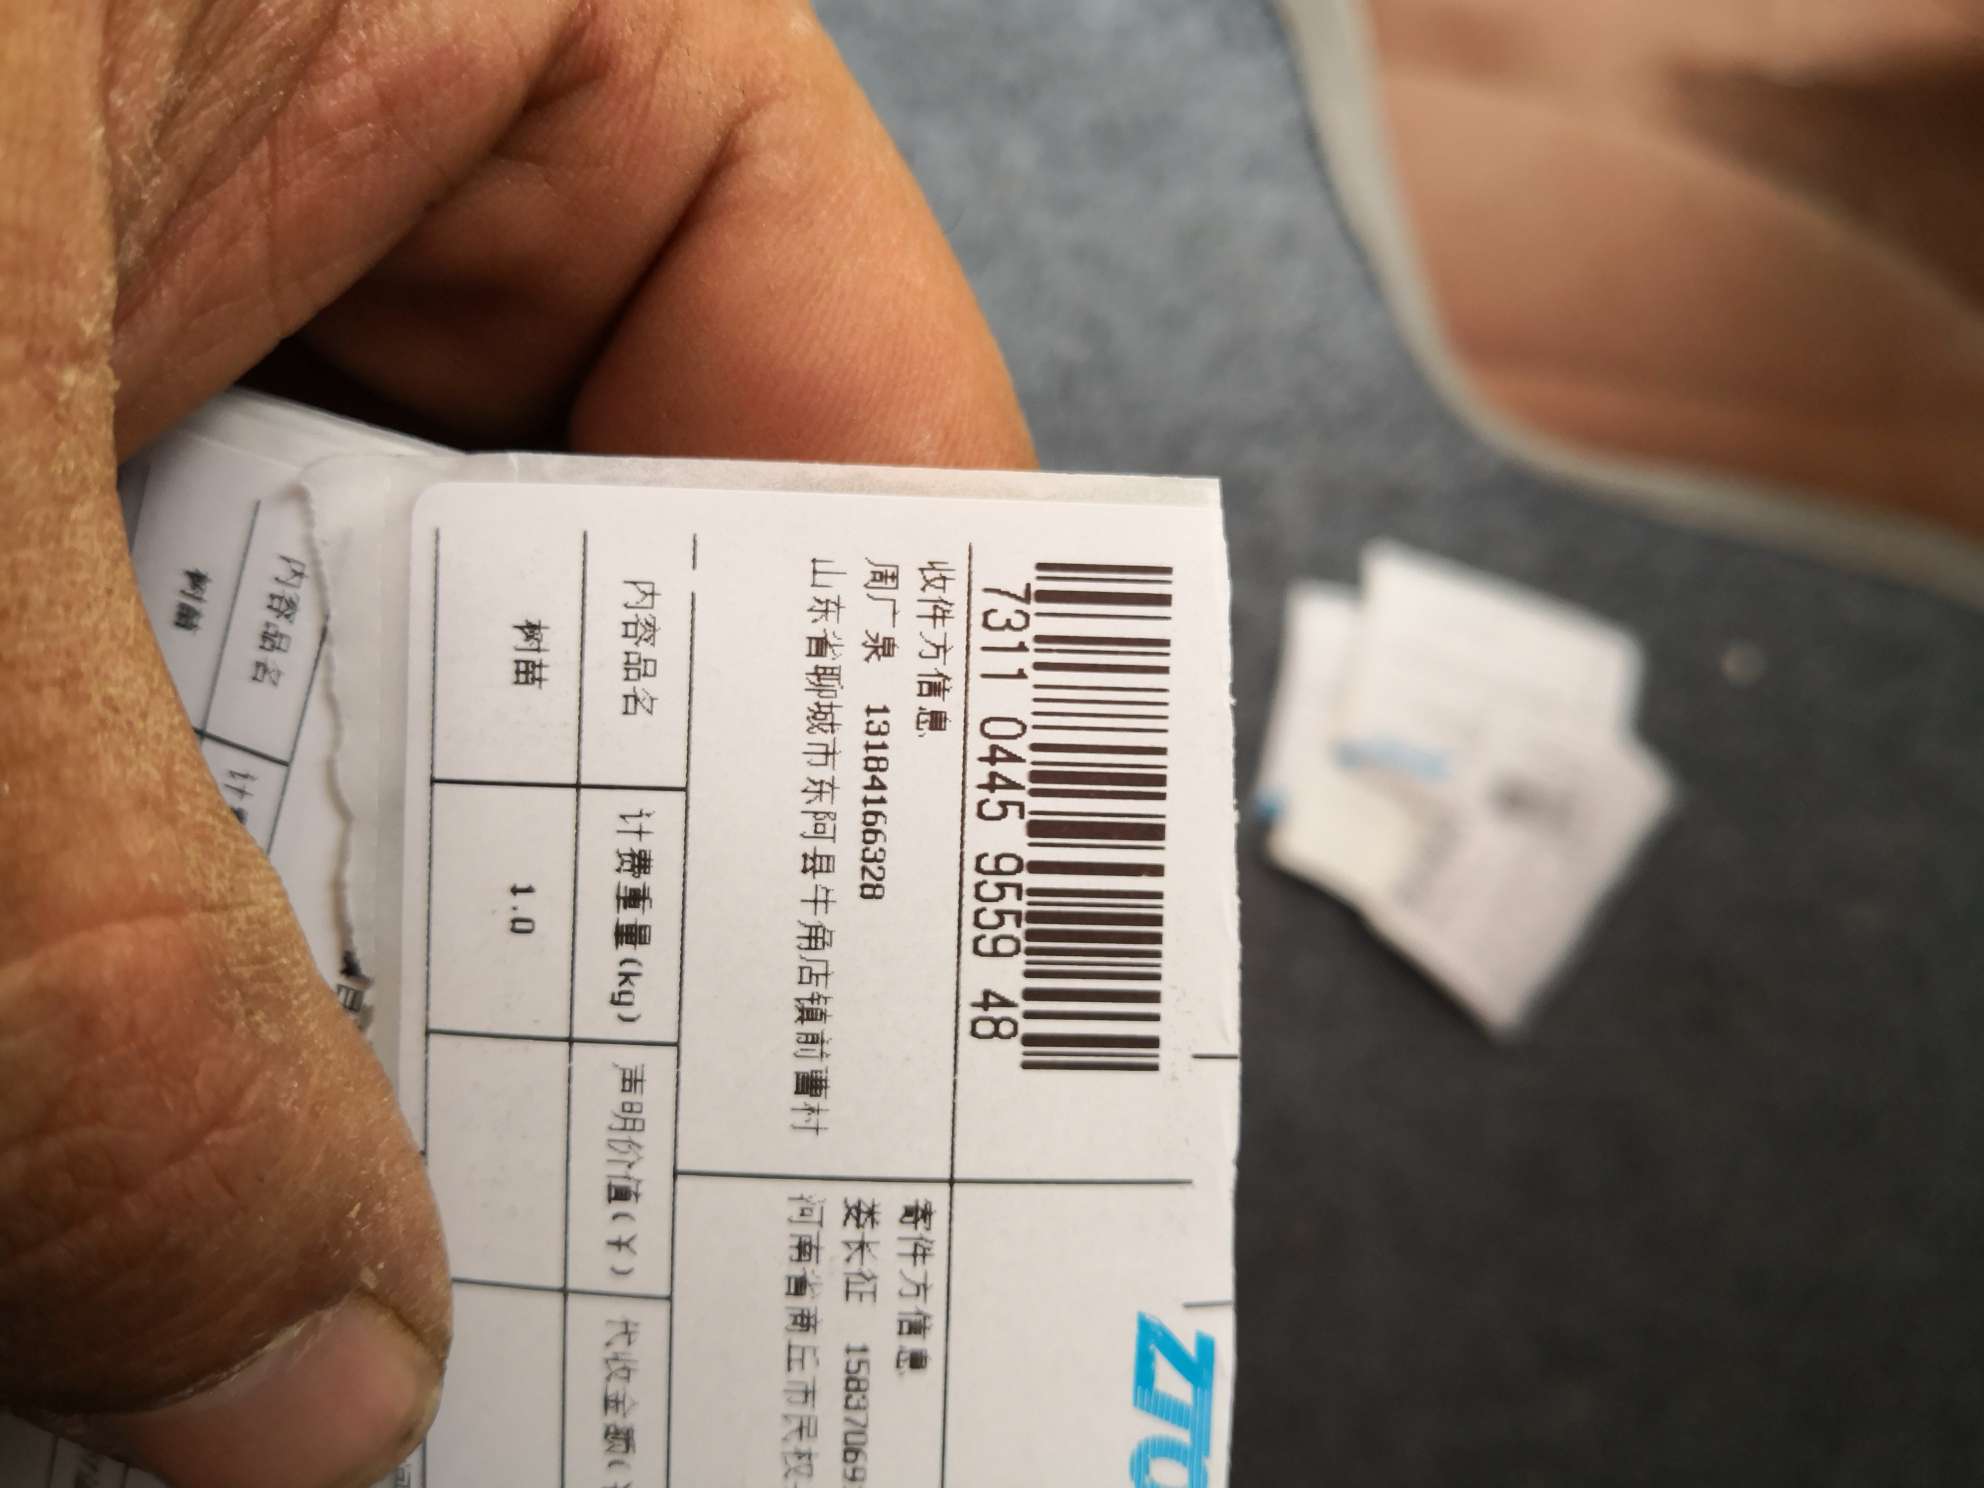 ZTO
7311 0445 9559 48
收件方信息
周广泉 13184166328
山东省聊城市东阿县牛角店镇前曹村
寄件方信息
娄长征 158370693
河南省商丘市民权
内容品名 计费重量(kg) 声明价值(¥) 代收金额(
树苗 1.0
内容品名
树苗